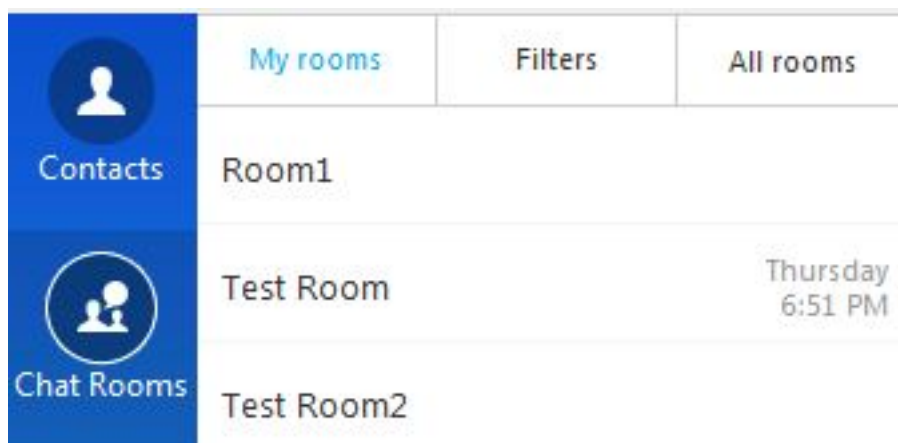 My rooms
Filters
All rooms
Contacts
Room1
Test Room
Thursday
6:51 PM
Chat Rooms
Test Room2